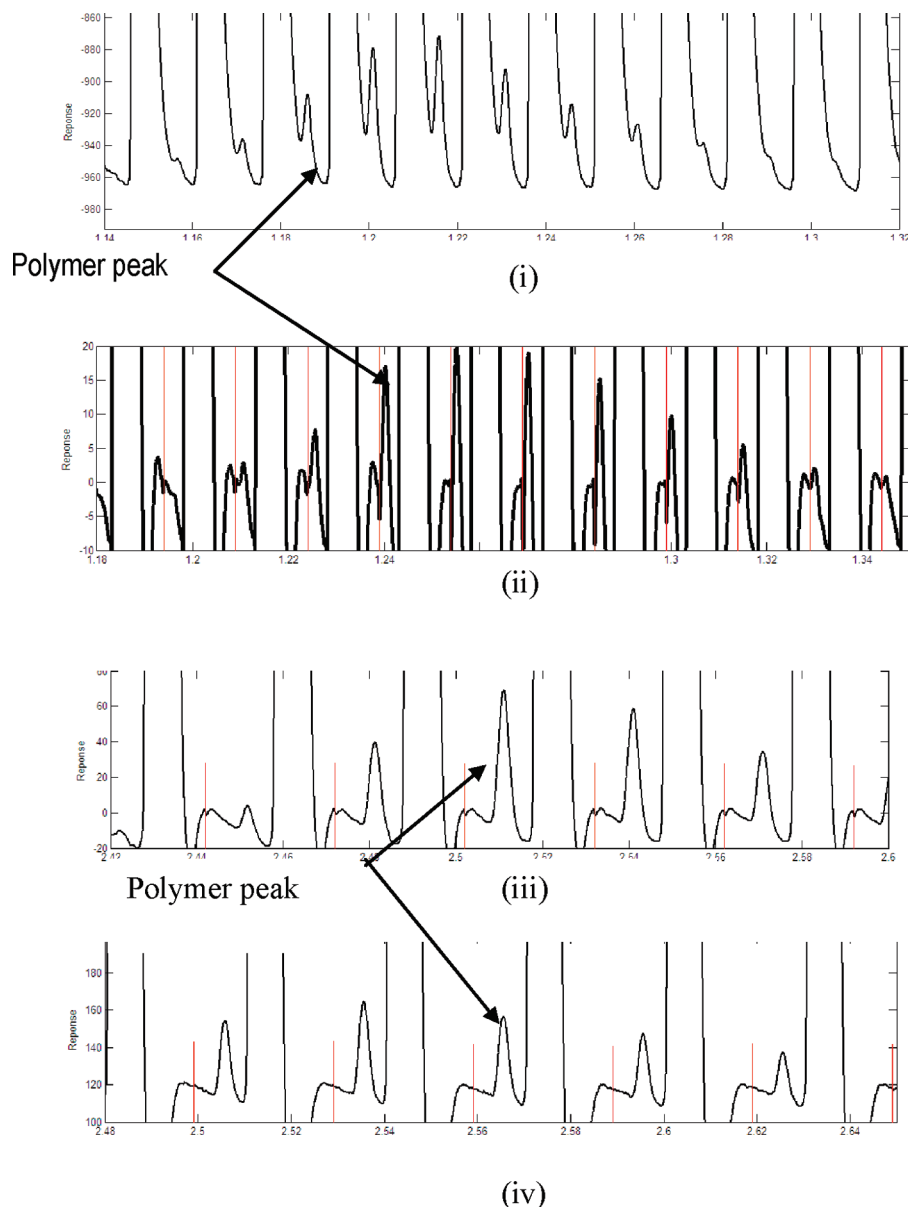 -860
-880
-900
-920
-940
-960
-980
Reponse
1.14 1.16 1.18 1.2 1.22 1.24 1.26 1.28 1.3 1.32
Polymer peak
(i)
20
15
10
5
0
-5
-10
Reponse
1.18 1.2 1.22 1.24 1.3 1.32 1.34
(ii)
80
60
40
20
0
-20
Reponse
2.42 2.44 2.46 2.48 2.5 2.52 2.54 2.56 2.58 2.6
Polymer peak
(iii)
180
160
140
120
100
Reponse
2.48 2.5 2.52 2.54 2.56 2.58 2.6 2.62 2.64
(iv)